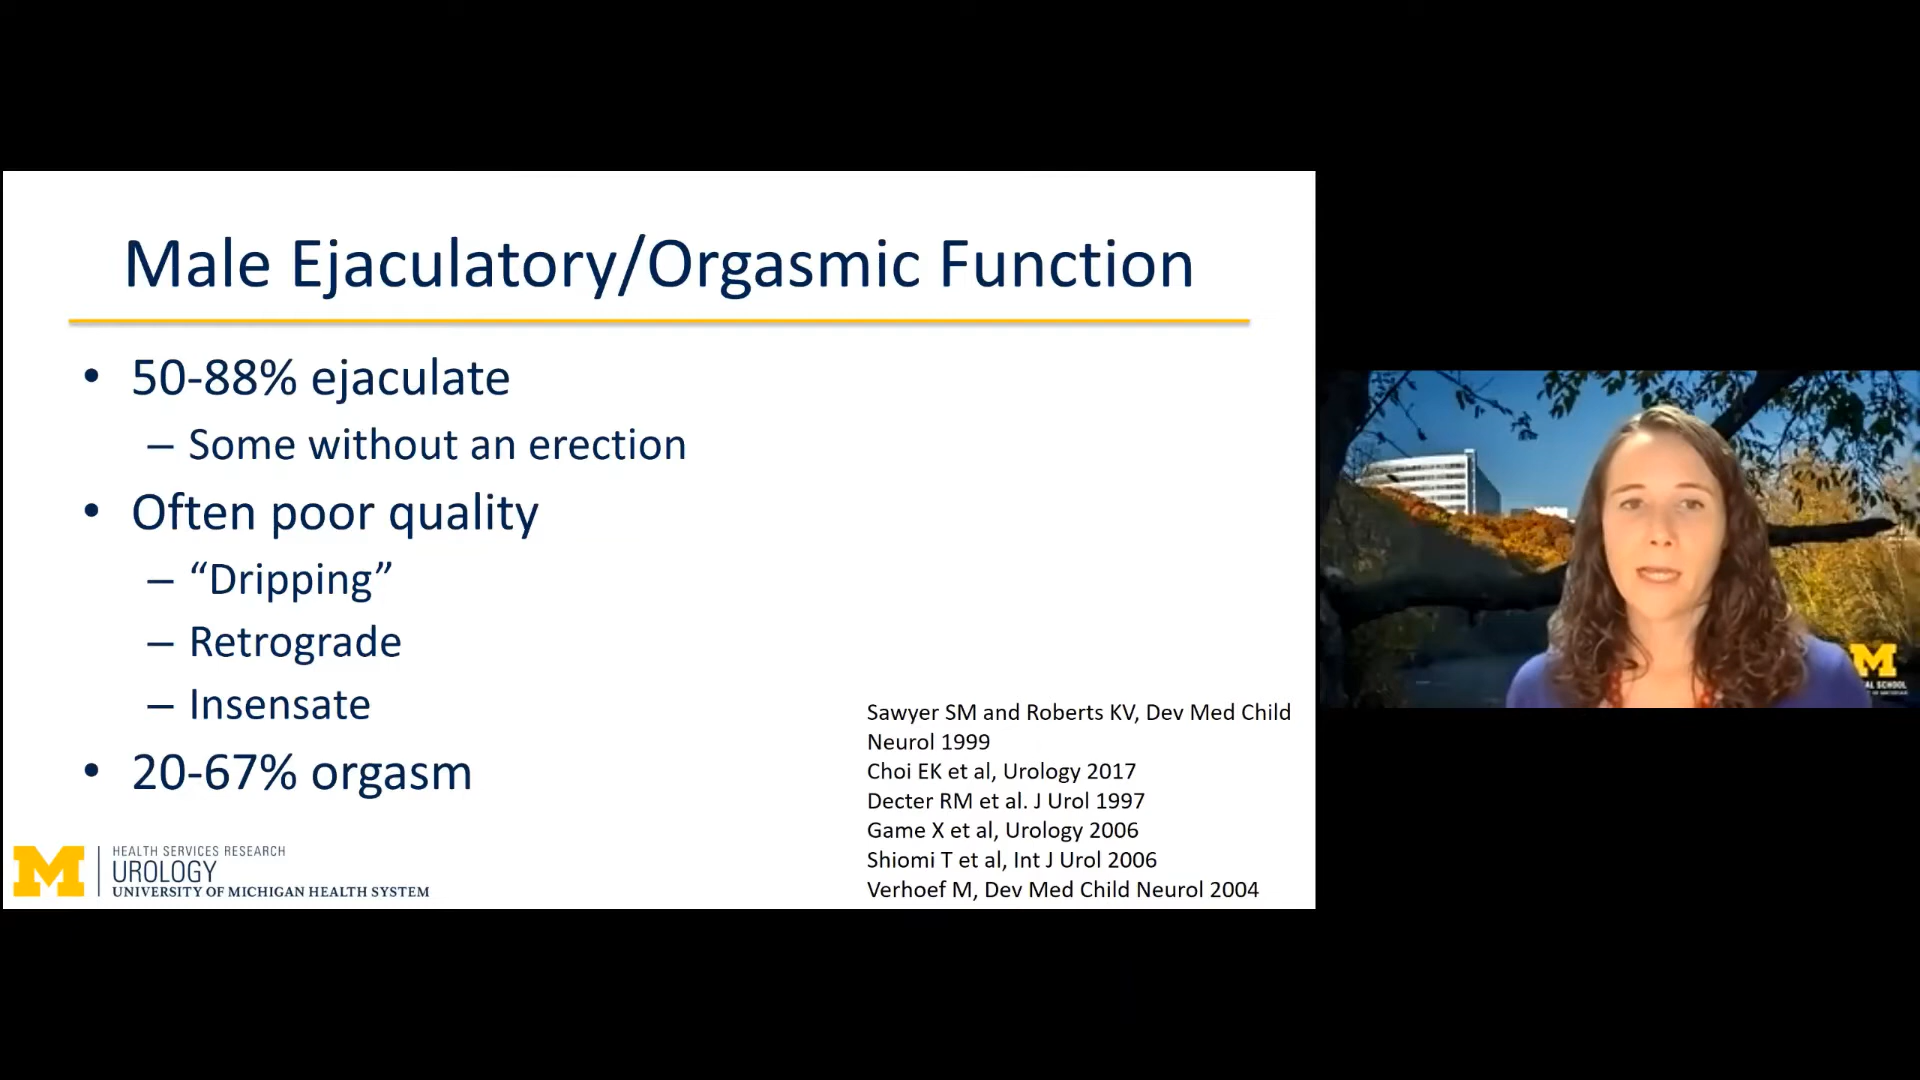 Male Ejaculatory/Orgasmic Function
• 50-88% ejaculate
– Some without an erection
• Often poor quality
– “Dripping”
– Retrograde
– Insensate
• 20-67% orgasm
Sawyer SM and Roberts KV, Dev Med Child
Neurol 1999
Choi EK et al, Urology 2017
Decter RM et al. J Urol 1997
Game X et al, Urology 2006
Shiomi T et al, Int J Urol 2006
Verhoef M, Dev Med Child Neurol 2004
M
HEALTH SERVICES RESEARCH
UROLOGY
UNIVERSITY OF MICHIGAN HEALTH SYSTEM
M
SCHOOL